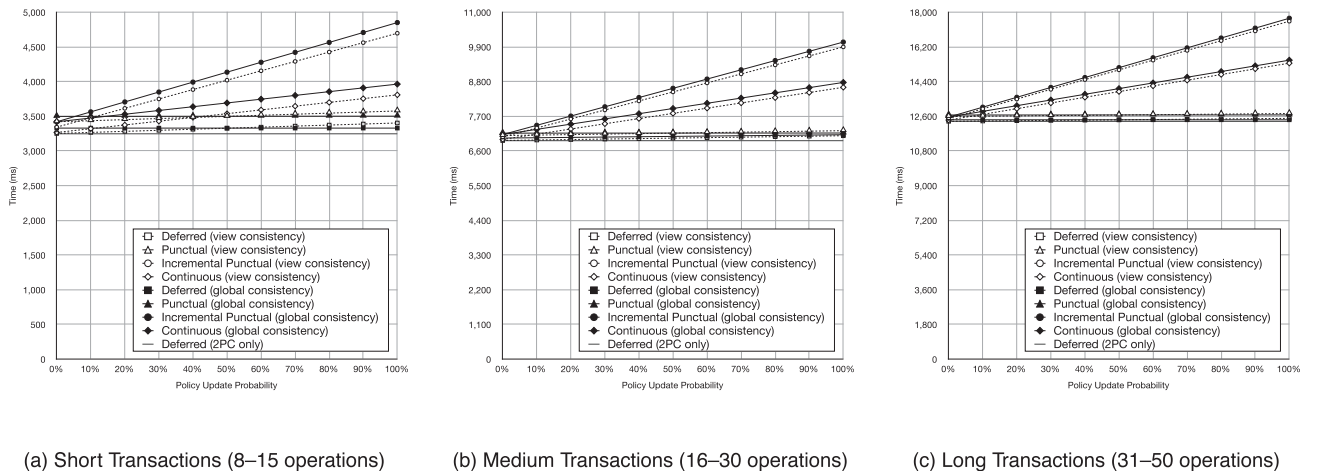 5,000
4,500
4,000
3,500
3,000
2,500
2,000
1,500
1,000
500
0
Time (ms)
Deferred (view consistency)
Punctual (view consistency)
Incremental Punctual (view consistency)
Continuous (view consistency)
Deferred (global consistency)
Punctual (global consistency)
Incremental Punctual (global consistency)
Continuous (global consistency)
Deferred (2PC only)
0% 10% 20% 30% 40% 50% 60% 70% 80% 90% 100%
Policy Update Probability
(a) Short Transactions (8–15 operations)
11,000
9,900
8,800
7,700
6,600
5,500
4,400
3,300
2,200
1,100
0
Time (ms)
Deferred (view consistency)
Punctual (view consistency)
Incremental Punctual (view consistency)
Continuous (view consistency)
Deferred (global consistency)
Punctual (global consistency)
Incremental Punctual (global consistency)
Continuous (global consistency)
Deferred (2PC only)
0% 10% 20% 30% 40% 50% 60% 70% 80% 90% 100%
Policy Update Probability
(b) Medium Transactions (16–30 operations)
18,000
16,200
14,400
12,600
10,800
9,000
7,200
5,400
3,600
1,800
0
Time (ms)
Deferred (view consistency)
Punctual (view consistency)
Incremental Punctual (view consistency)
Continuous (view consistency)
Deferred (global consistency)
Punctual (global consistency)
Incremental Punctual (global consistency)
Continuous (global consistency)
Deferred (2PC only)
0% 10% 20% 30% 40% 50% 60% 70% 80% 90% 100%
Policy Update Probability
(c) Long Transactions (31–50 operations)